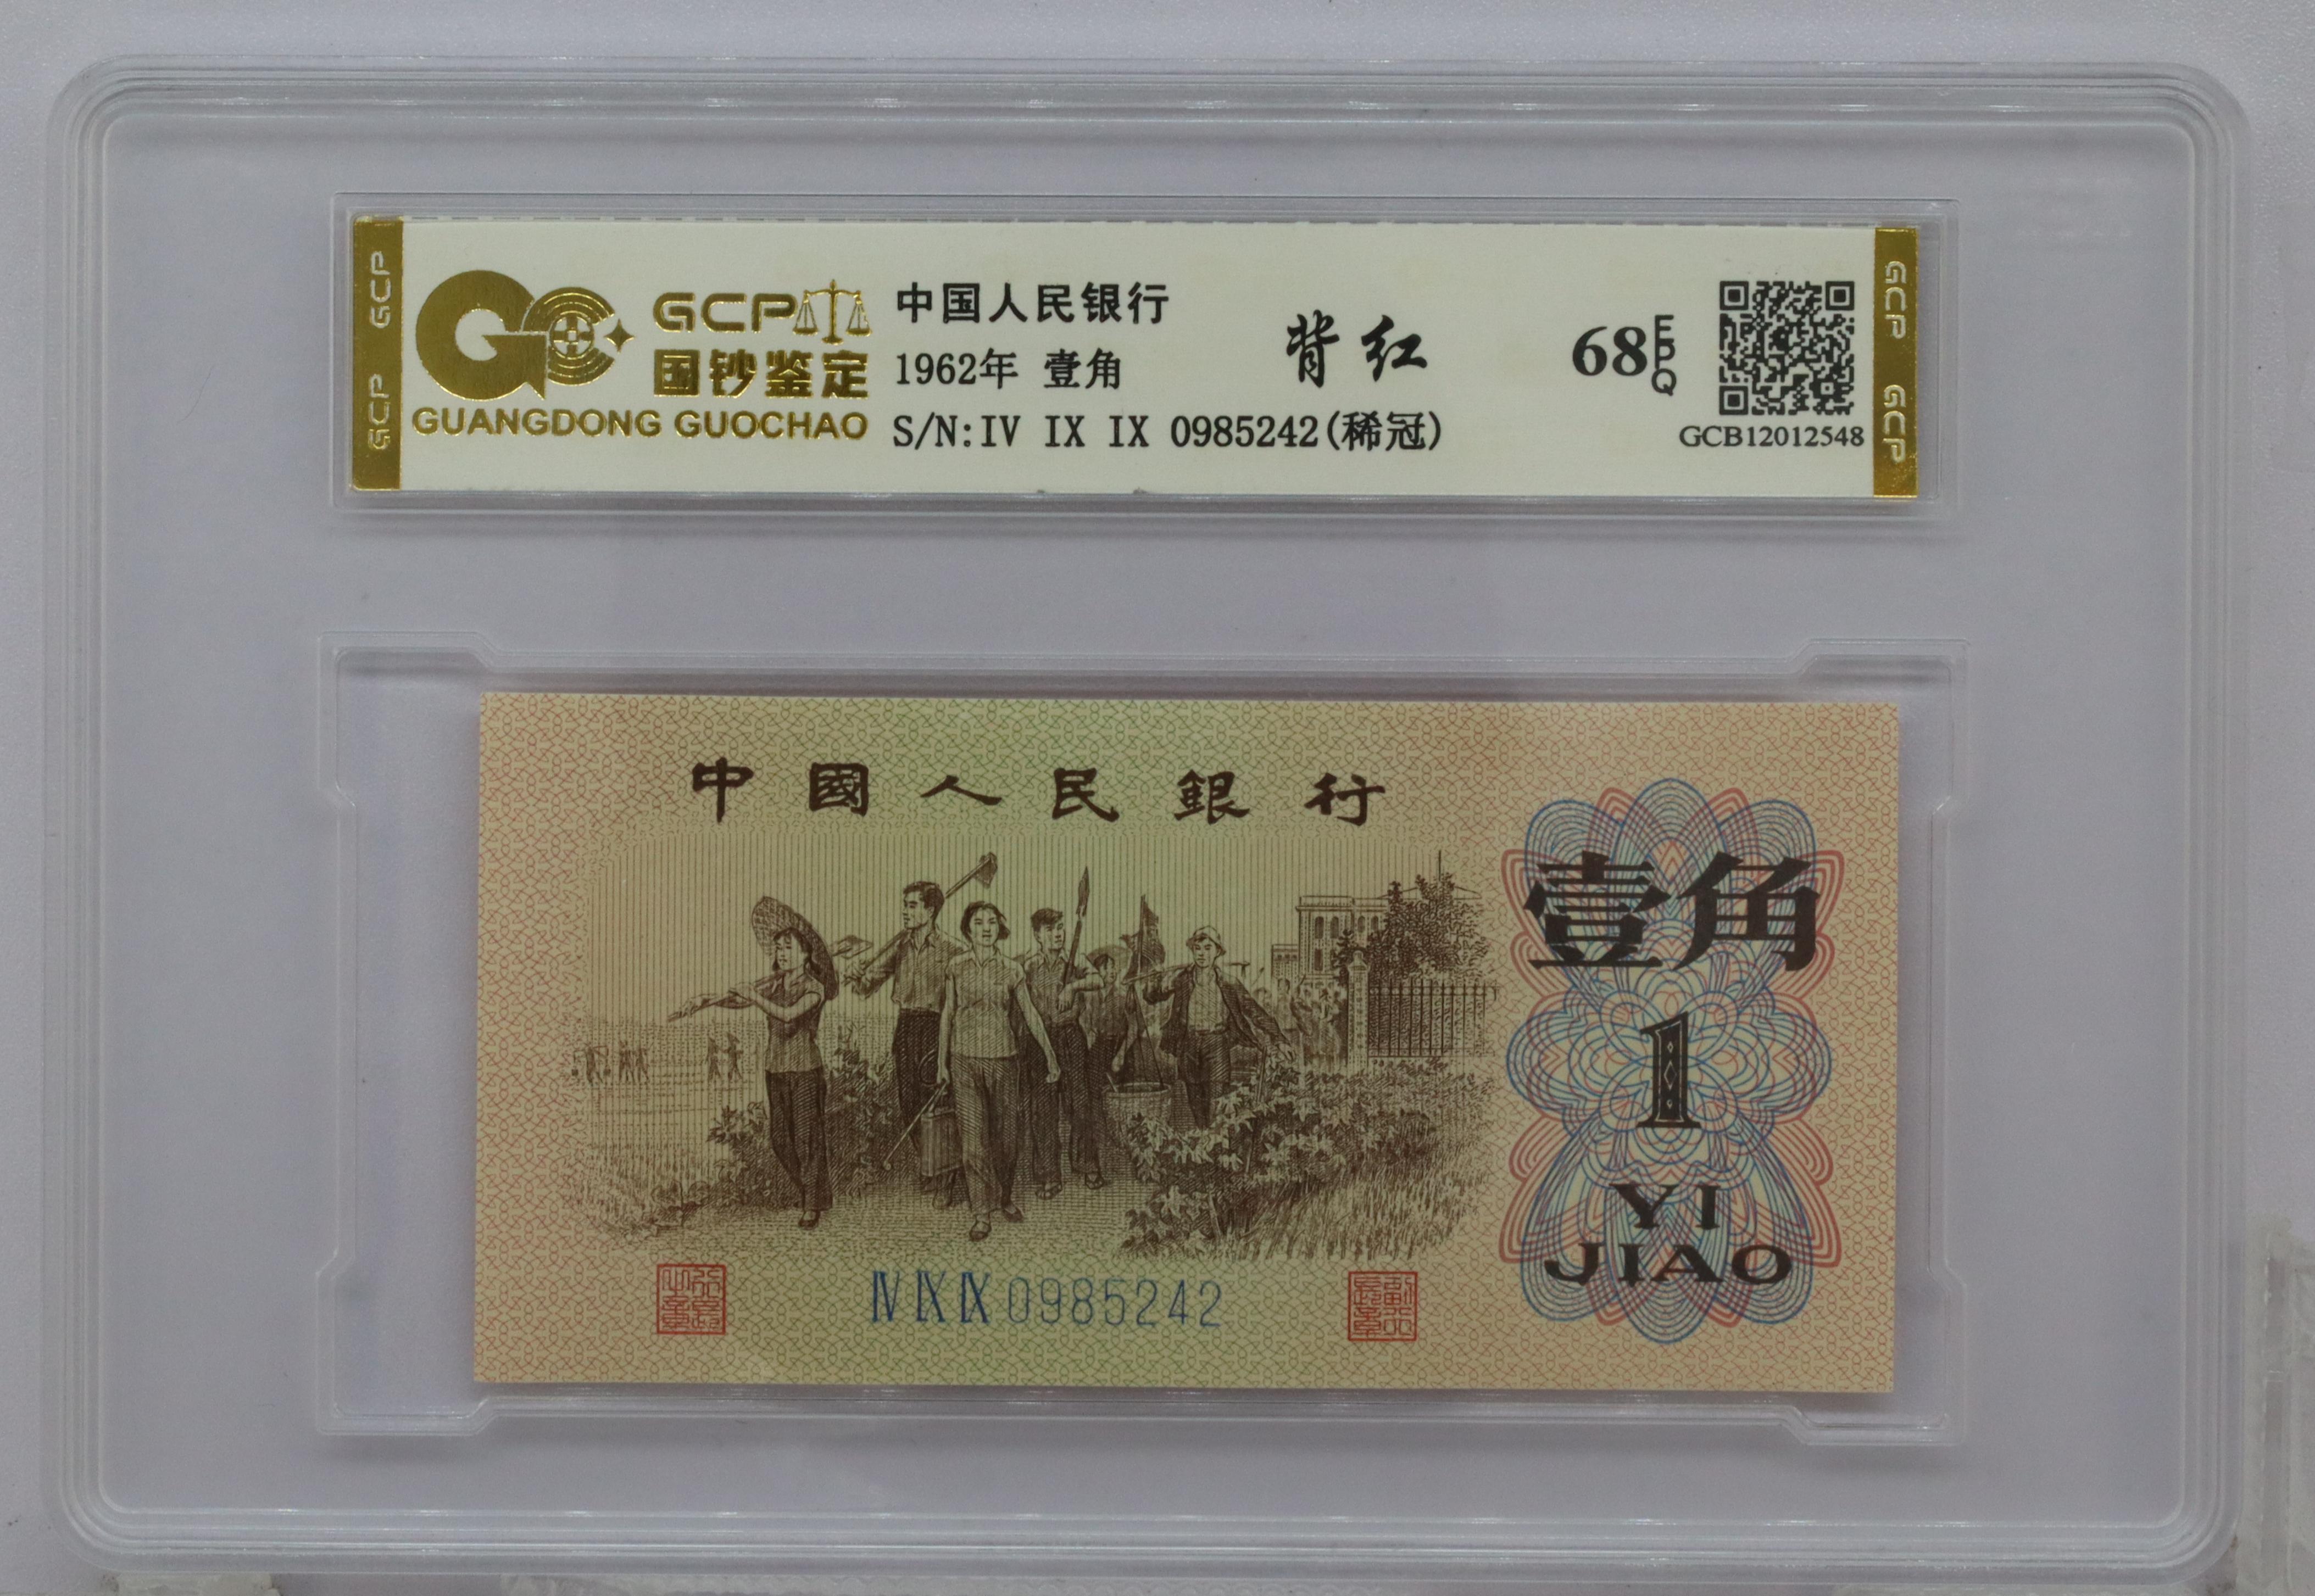 GCP
GCP
GCP
国钞鉴定
GUANGDONG GUOCHAO
中国人民银行
1962年 壹角
S/N:IV IX IX 0985242(稀冠)
背红
68EPQ
GCB12012548
GCP
GCP
中國人民銀行
壹角
1
YI
JIAO
IV IX IX 0985242